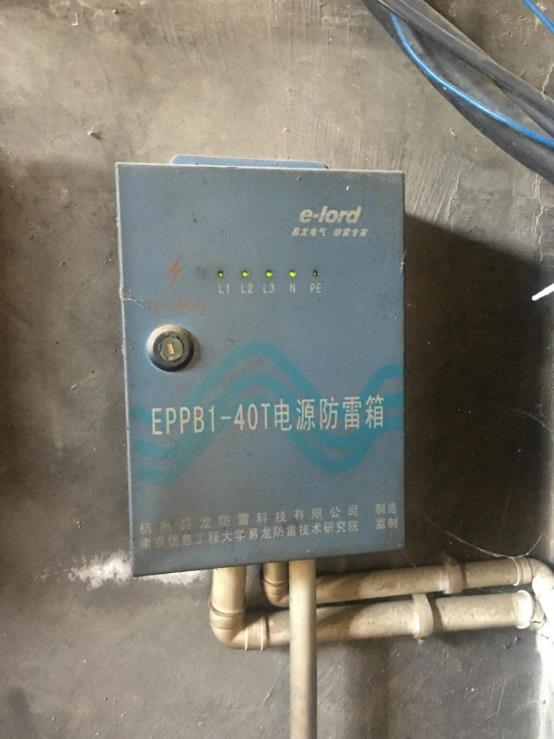 e-lord
易龙电气 防雷专家
L1 L2 L3 N PE
EPPB1-40T电源防雷箱
杭州易龙防雷科技有限公司 制造
南京信息工程大学易龙防雷技术研究院 监制